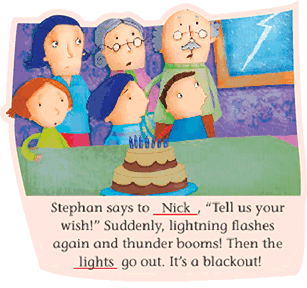 Stephan says to Nick, “Tell us your
wish!” Suddenly, lightning flashes
again and thunder booms! Then the
lights go out. It’s a blackout!